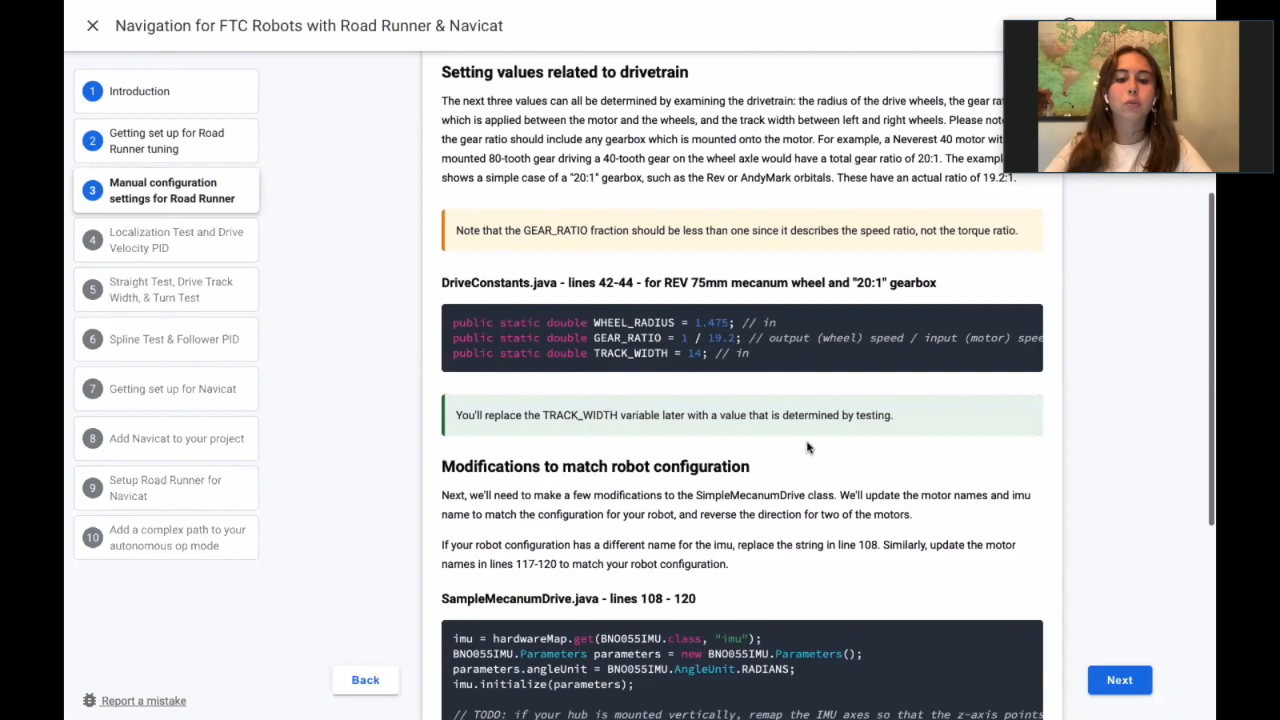 Navigation for FTC Robots with Road Runner & Navicat
1 Introduction
2 Getting set up for Road
Runner tuning
3 Manual configuration
settings for Road Runner
4 Localization Test and Drive
Velocity PID
5 Straight Test, Drive Track
Width, & Turn Test
6 Spline Test & Follower PID
7 Getting set up for Navicat
8 Add Navicat to your project
9 Setup Road Runner for
Navicat
10 Add a complex path to your
autonomous op mode
Report a mistake
Setting values related to drivetrain
The next three values can all be determined by examining the drivetrain: the radius of the drive wheels, the gear
which is applied between the motor and the wheels, and the track width between left and right wheels. Please
the gear ratio should include any gearbox which is mounted onto the motor. For example, a Neverest 40 motor
mounted 80-tooth gear driving a 40-tooth gear on the wheel axle would have a total gear ratio of 20:1. The
shows a simple case of a "20:1" gearbox, such as the Rev or AndyMark orbitals. These have an actual ratio of 19.2:1.
Note that the GEAR_RATIO fraction should be less than one since it describes the speed ratio, not the torque ratio.
DriveConstants.java - lines 42-44 - for REV 75mm mecanum wheel and "20:1" gearbox
public static double WHEEL_RADIUS = 1.475; // in
public static double GEAR_RATIO = 1 / 19.2; // output (wheel) speed / input (motor) spee
public static double TRACK_WIDTH = 14; // in
You'll replace the TRACK_WIDTH variable later with a value that is determined by testing.
Modifications to match robot configuration
Next, we'll need to make a few modifications to the SimpleMecanumDrive class. We'll update the motor names and imu
name to match the configuration for your robot, and reverse the direction for two of the motors.
If your robot configuration has a different name for the imu, replace the string in line 108. Similarly, update the motor
names in lines 117-120 to match your robot configuration.
SampleMecanumDrive.java - lines 108 - 120
imu = hardwareMap.get(BNO055IMU.class, "imu");
BNO055IMU.Parameters parameters = new BNO055IMU.Parameters();
parameters.angleUnit = BNO055IMU.AngleUnit.RADIANS;
imu.initialize(parameters);
// TODO: if your hub is mounted vertically, remap the IMU axes so that the z-axis points
Back
Next